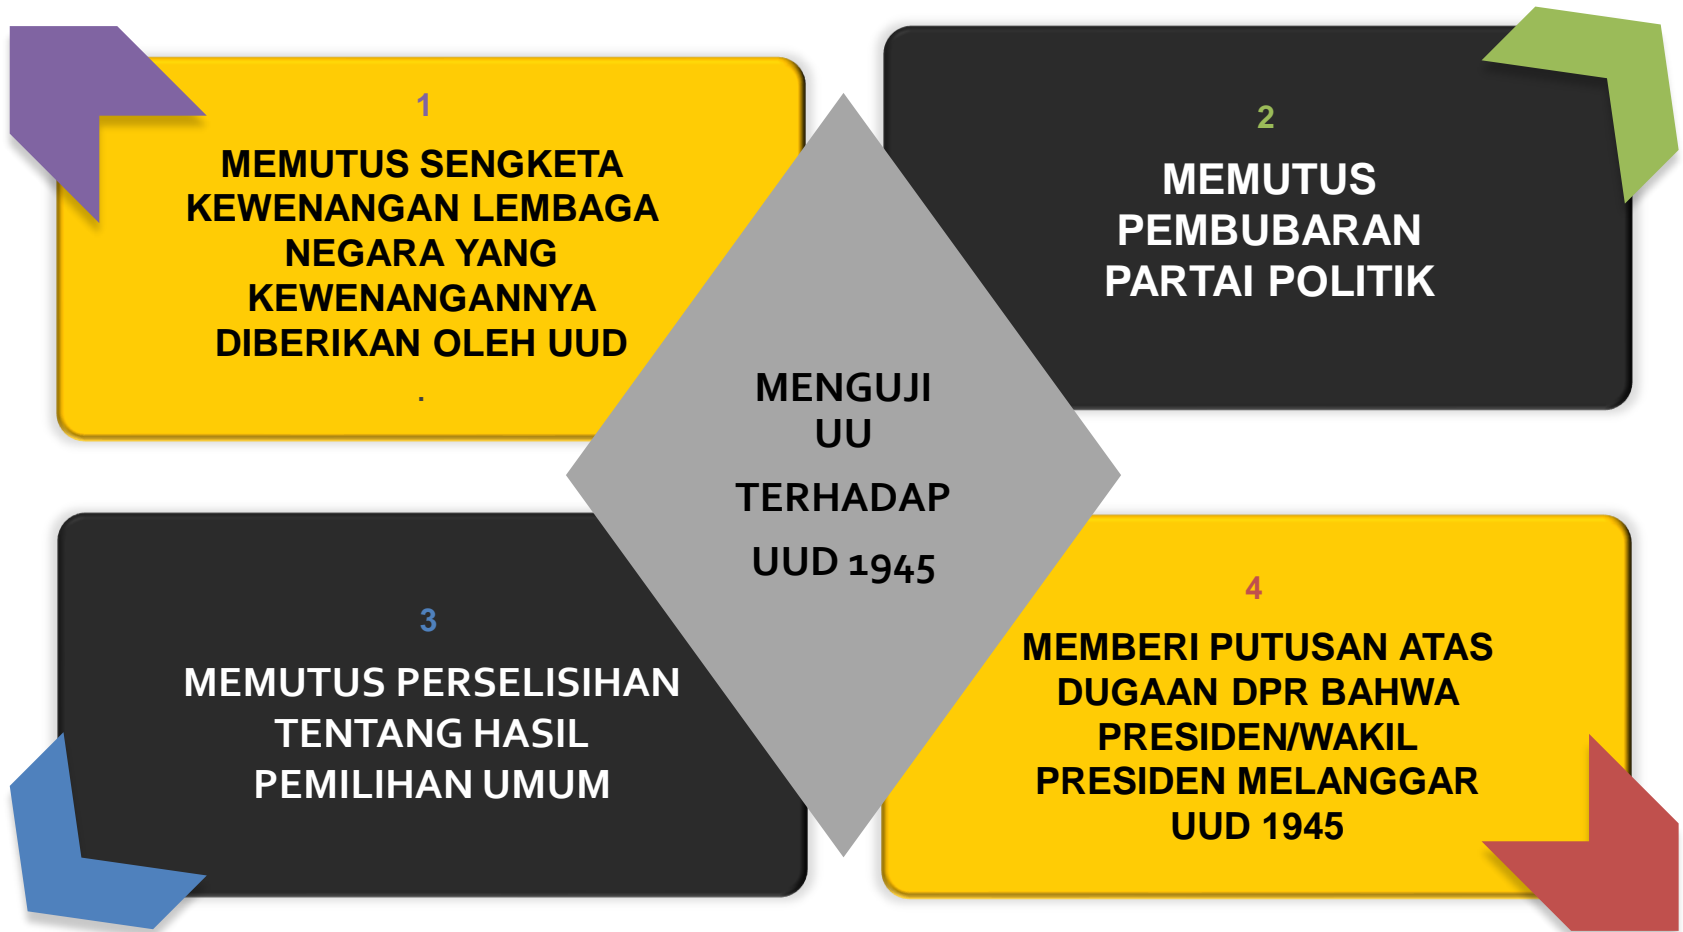 1
MEMUTUS SENGKETA
KEWENANGAN LEMBAGA
NEGARA YANG
KEWENANGANNYA
DIBERIKAN OLEH UUD
.
2
MEMUTUS
PEMBUBARAN
PARTAI POLITIK
MENGUJI
UU
TERHADAP
UUD 1945
3
MEMUTUS PERSELISIHAN
TENTANG HASIL
PEMILIHAN UMUM
4
MEMBERI PUTUSAN ATAS
DUGAAN DPR BAHWA
PRESIDEN/WAKIL
PRESIDEN MELANGGAR
UUD 1945